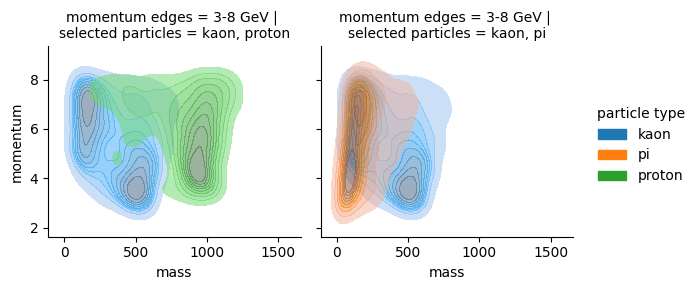 momentum edges = 3-8 GeV |
selected particles = kaon, proton
momentum edges = 3-8 GeV |
selected particles = kaon, pi
momentum
8
6
4
2
0
500
1000
1500
mass
0
500
1000
1500
mass
particle type
kaon
pi
proton